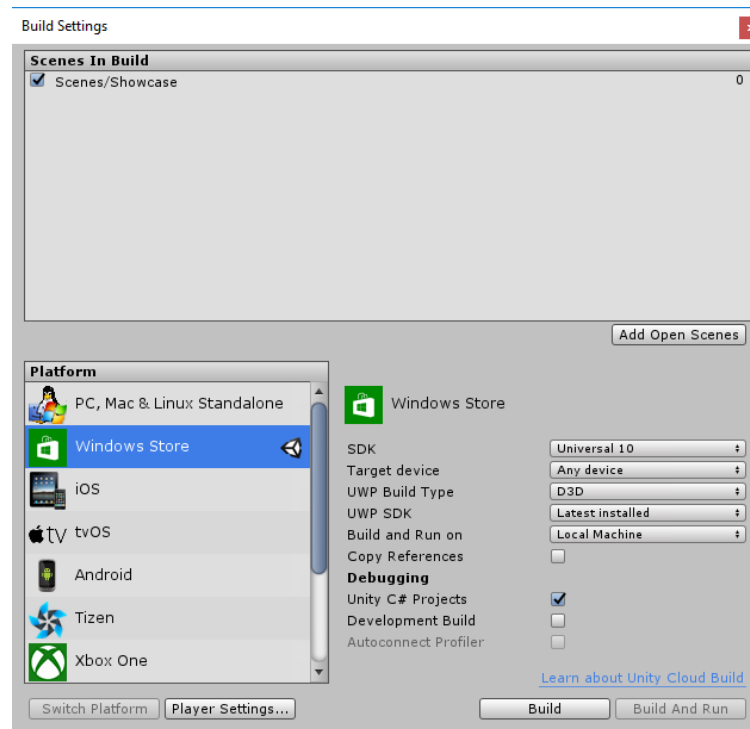 Build Settings
Scenes In Build
Scenes/Showcase 0
Add Open Scenes
Platform
PC, Mac & Linux Standalone
Windows Store
iOS
tv tvOS
Android
Tizen
Xbox One
Switch Platform
Player Settings...
Windows Store
SDK Universal 10
Target device Any device
UWP Build Type D3D
UWP SDK Latest installed
Build and Run on Local Machine
Copy References
Debugging
Unity C# Projects
Development Build
Autoconnect Profiler
Learn about Unity Cloud Build
Build
Build And Run